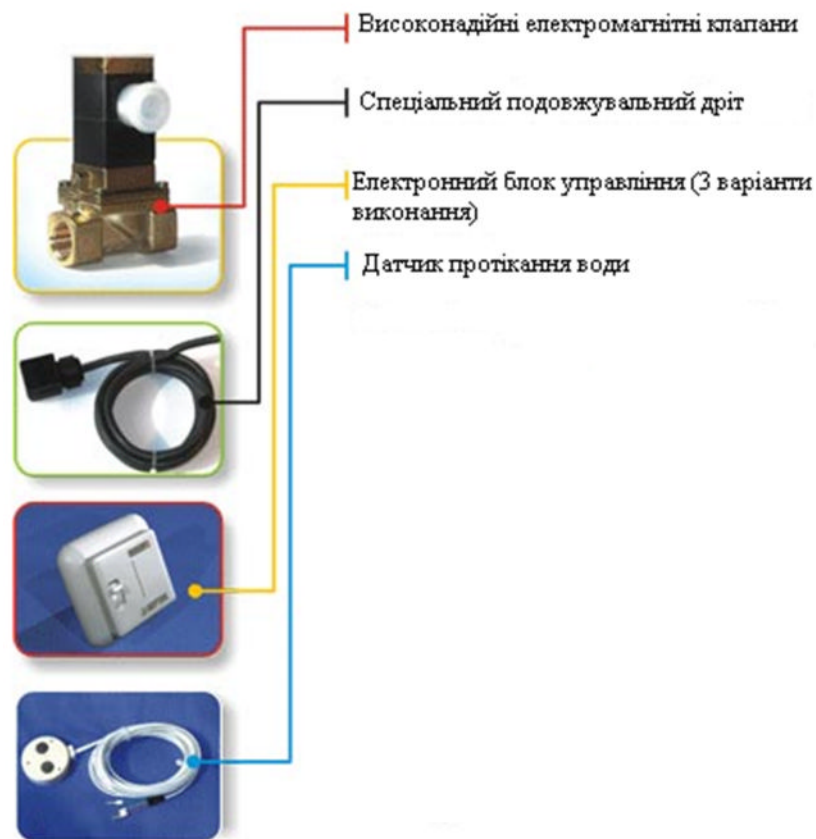 Високонадійні електромагнітні клапани
Спеціальний подовжувальний дріт
Електронний блок управління (3 варіанти
виконання)
Датчик протікання води